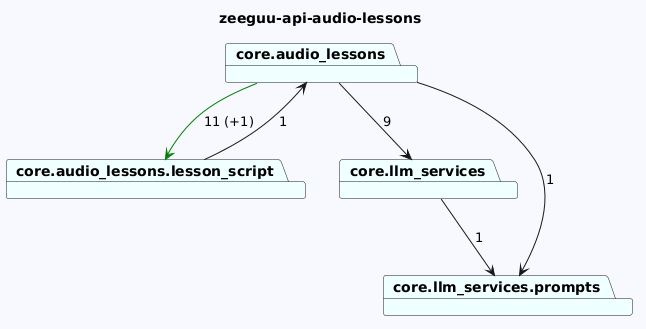 zeeguu-api-audio-lessons
core.audio_lessons
11 (+1)
1
9
1
core.audio_lessons.lesson_script
core.llm_services
1
core.llm_services.prompts